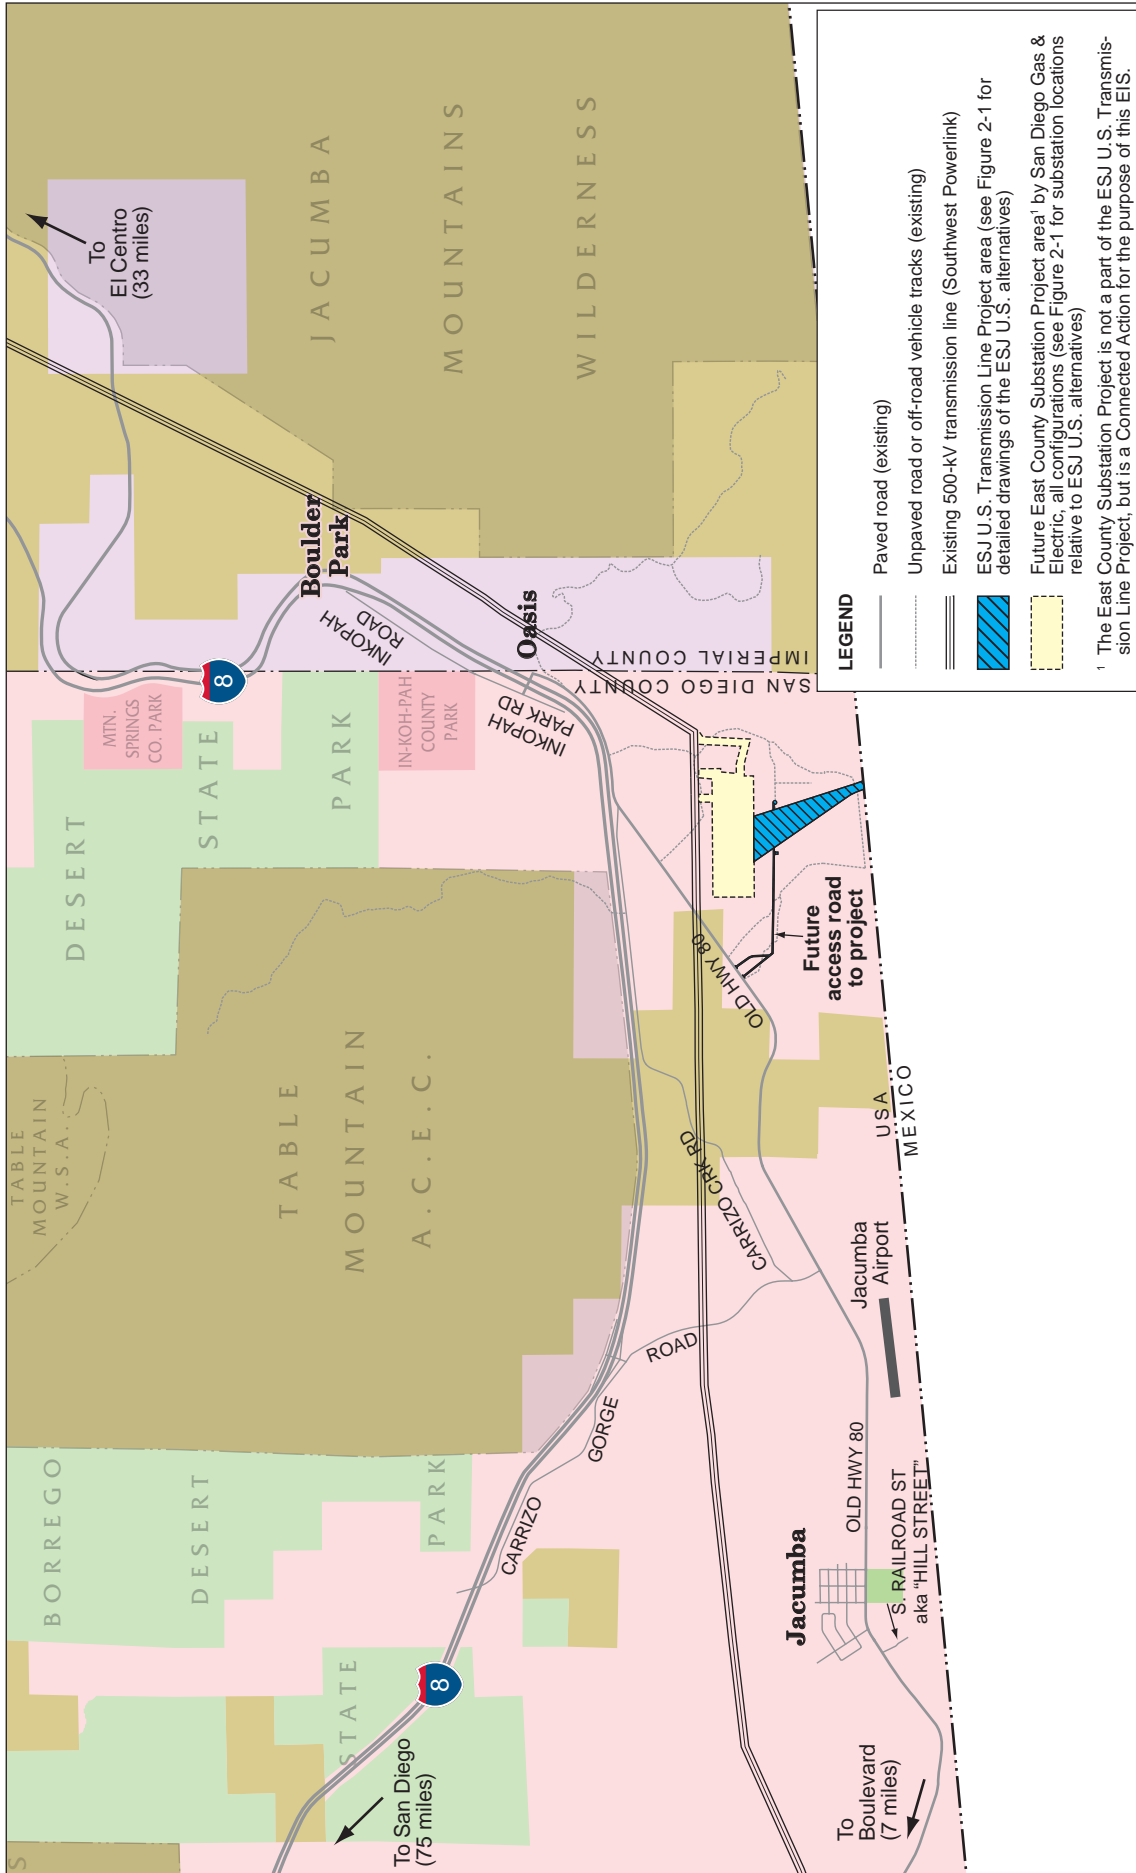 S
BORREGO
DESERT
STATE
PARK
TABLE
MOUNTAIN
W.S.A.
TABLE
MOUNTAIN
A.C.E.C.
DESERT
STATE
PARK
MTN.
SPRINGS
CO. PARK
IN-KOH-PAH
COUNTY
PARK
To
El Centro
(33 miles)
JACUMBA
MOUNTAINS
WILDERNESS
8
8
To San Diego
(75 miles)
Boulder
Park
INKOPAH
ROAD
Oasis
INKOPAH
PARK RD
SAN DIEGO COUNTY
IMPERIAL COUNTY
CARRIZO
GORGE
ROAD
CARRIZO CRK RD
OLD HWY 80
Future
access road
to project
USA
MEXICO
Jacumba
Airport
OLD HWY 80
Jacumba
S. RAILROAD ST
aka “HILL STREET”
To
Boulevard
(7 miles)
LEGEND
Paved road (existing)
Unpaved road or off-road vehicle tracks (existing)
Existing 500-kV transmission line (Southwest Powerlink)
ESJ U.S. Transmission Line Project area (see Figure 2-1 for
detailed drawings of the ESJ U.S. alternatives)
Future East County Substation Project area¹ by San Diego Gas &
Electric, all configurations (see Figure 2-1 for substation locations
relative to ESJ U.S. alternatives)
¹ The East County Substation Project is not a part of the ESJ U.S. Transmis-
sion Line Project, but is a Connected Action for the purpose of this EIS.